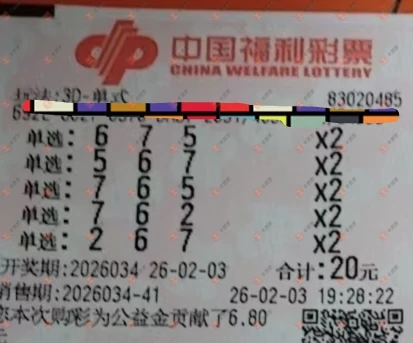 中国福利彩票
CHINA WELFARE LOTTERY
玩法:3D-单式 83020485
单选: 6 7 5 x2
单选: 5 6 7 x2
单选: 7 6 5 x2
单选: 7 6 2 x2
单选: 2 6 7 x2
开奖期:2026034 26-02-03 合计:20元
销售期:2026034-41 26-02-03 19:28:22
您本次购彩为公益金贡献了6.80